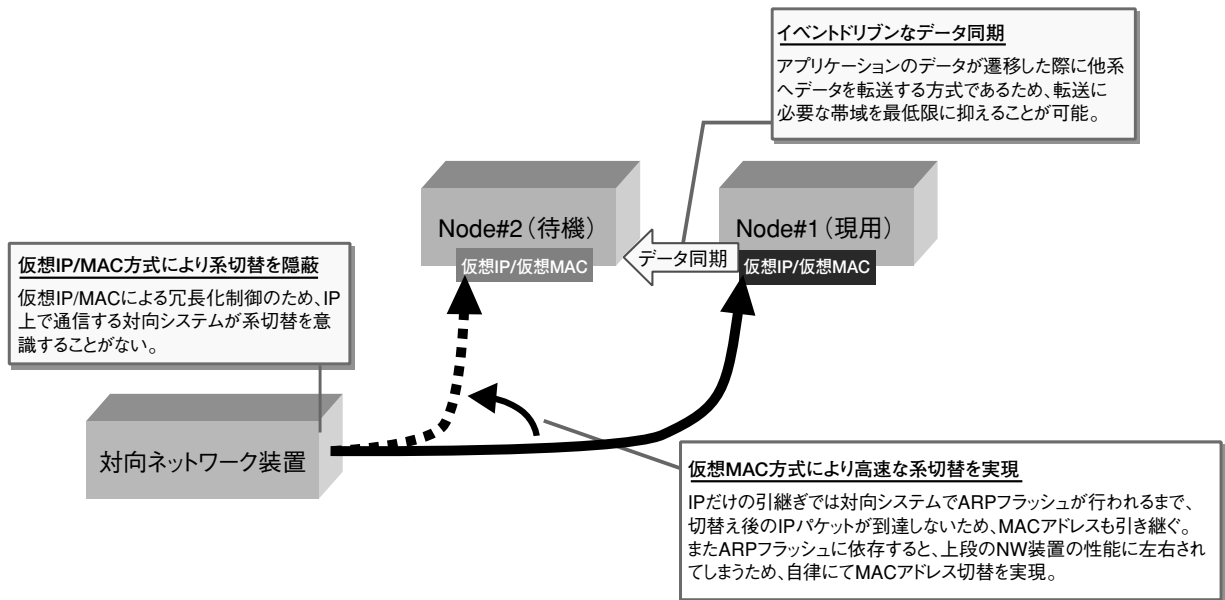 イベントドリブンなデータ同期
アプリケーションのデータが遷移した際に他系
へデータを転送する方式であるため、転送に
必要な帯域を最低限に抑えることが可能。
Node#2（待機）
Node#1（現用）
仮想IP/仮想MAC
データ同期
仮想IP/仮想MAC
仮想IP/MAC方式により系切替を隠蔽
仮想IP/MACによる冗長化制御のため、IP
上で通信する対向システムが系切替を意
識することがない。
対向ネットワーク装置
仮想MAC方式により高速な系切替を実現
IPだけの引継ぎでは対向システムでARPフラッシュが行われるまで、
切替え後のIPパケットが到達しないため、MACアドレスも引き継ぐ。
またARPフラッシュに依存すると、上段のNW装置の性能に左右され
てしまうため、自律にてMACアドレス切替を実現。